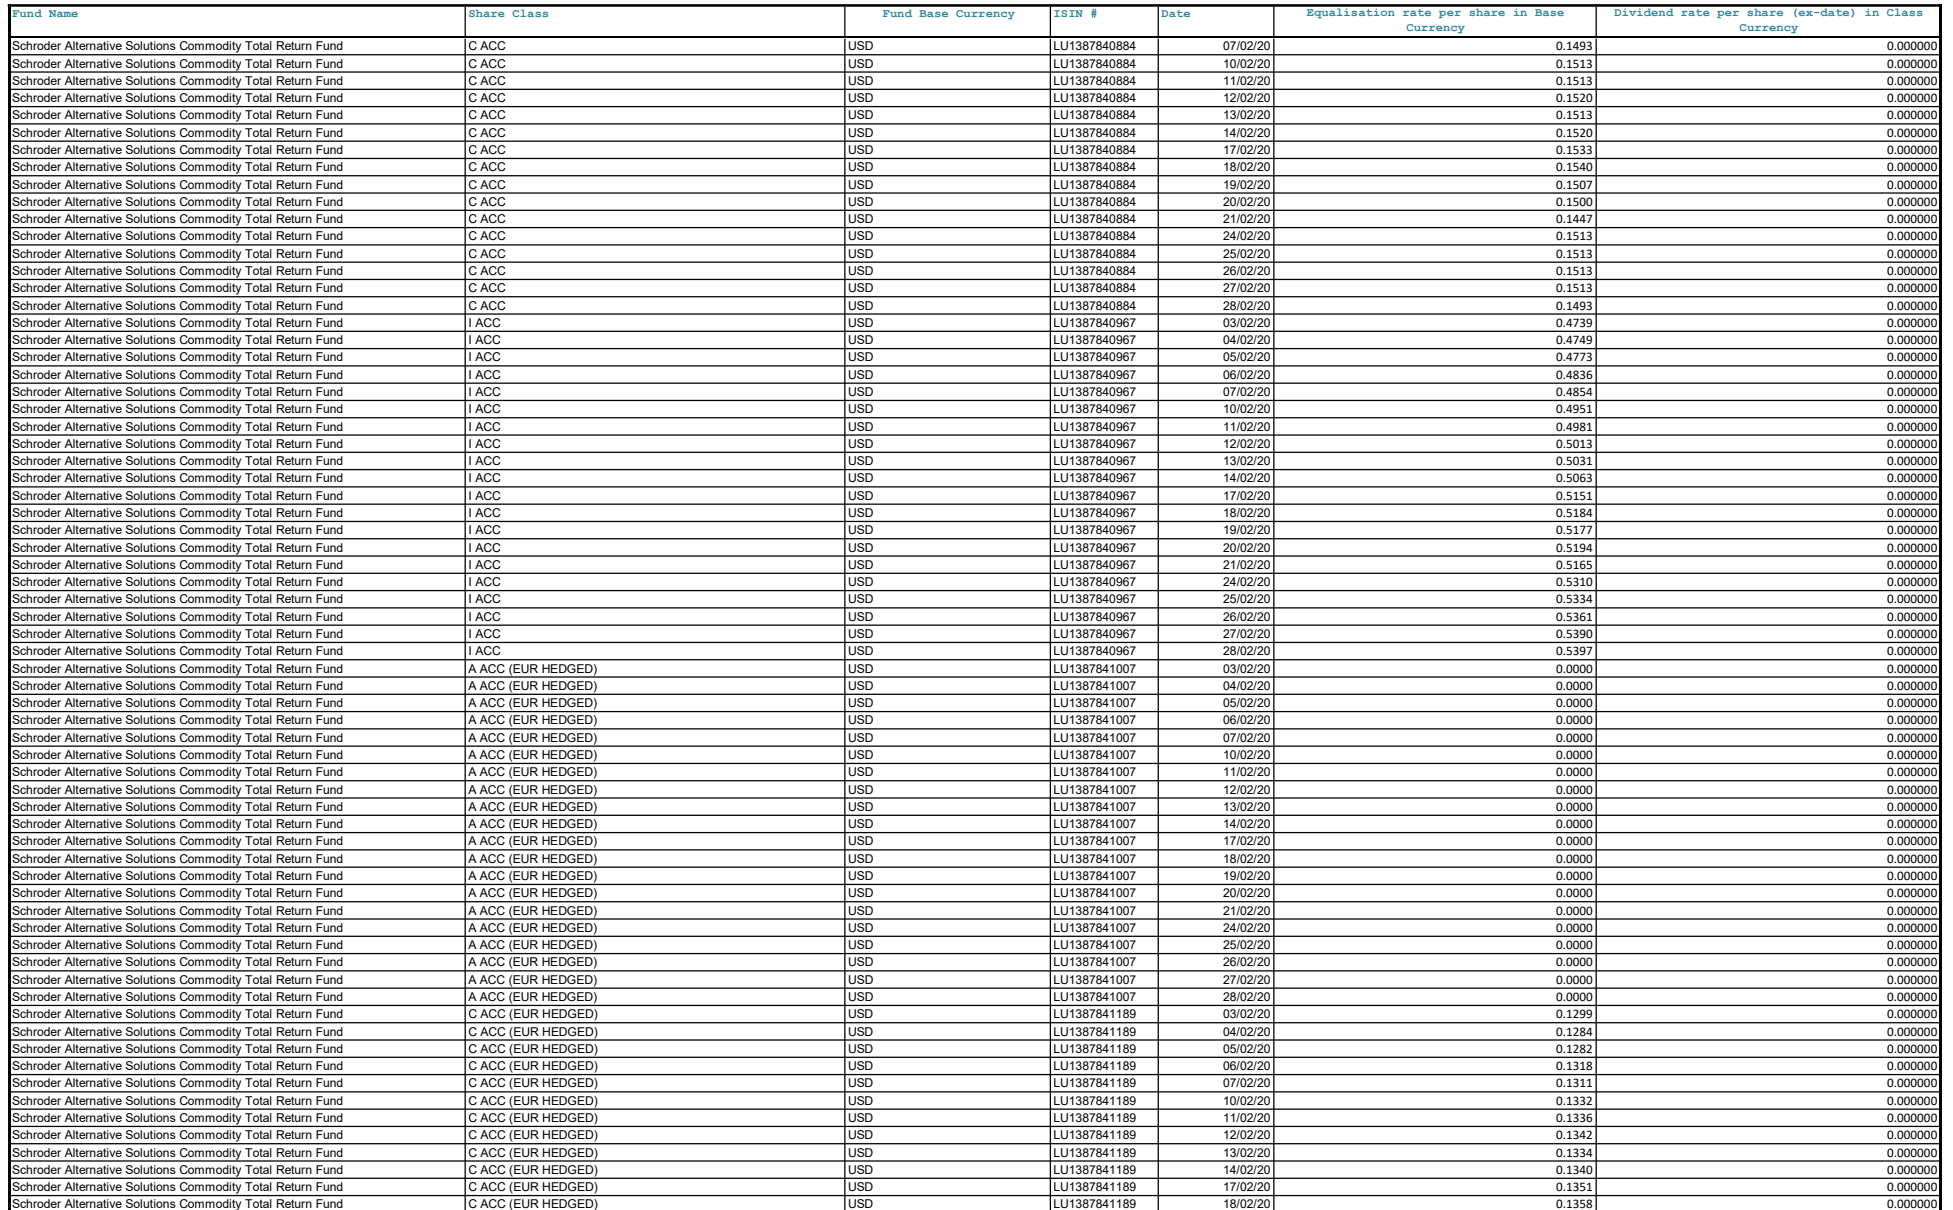 Fund Name Share Class Fund Base Currency ISIN # Date Equalisation rate per share in Base Currency Dividend rate per share (ex-date) in Class Currency
Schroder Alternative Solutions Commodity Total Return Fund C ACC USD LU1387840884 07/02/20 0.1493 0.000000
Schroder Alternative Solutions Commodity Total Return Fund C ACC USD LU1387840884 10/02/20 0.1513 0.000000
Schroder Alternative Solutions Commodity Total Return Fund C ACC USD LU1387840884 11/02/20 0.1513 0.000000
Schroder Alternative Solutions Commodity Total Return Fund C ACC USD LU1387840884 12/02/20 0.1520 0.000000
Schroder Alternative Solutions Commodity Total Return Fund C ACC USD LU1387840884 13/02/20 0.1513 0.000000
Schroder Alternative Solutions Commodity Total Return Fund C ACC USD LU1387840884 14/02/20 0.1520 0.000000
Schroder Alternative Solutions Commodity Total Return Fund C ACC USD LU1387840884 17/02/20 0.1533 0.000000
Schroder Alternative Solutions Commodity Total Return Fund C ACC USD LU1387840884 18/02/20 0.1540 0.000000
Schroder Alternative Solutions Commodity Total Return Fund C ACC USD LU1387840884 19/02/20 0.1507 0.000000
Schroder Alternative Solutions Commodity Total Return Fund C ACC USD LU1387840884 20/02/20 0.1500 0.000000
Schroder Alternative Solutions Commodity Total Return Fund C ACC USD LU1387840884 21/02/20 0.1447 0.000000
Schroder Alternative Solutions Commodity Total Return Fund C ACC USD LU1387840884 24/02/20 0.1513 0.000000
Schroder Alternative Solutions Commodity Total Return Fund C ACC USD LU1387840884 25/02/20 0.1513 0.000000
Schroder Alternative Solutions Commodity Total Return Fund C ACC USD LU1387840884 26/02/20 0.1513 0.000000
Schroder Alternative Solutions Commodity Total Return Fund C ACC USD LU1387840884 27/02/20 0.1513 0.000000
Schroder Alternative Solutions Commodity Total Return Fund C ACC USD LU1387840884 28/02/20 0.1493 0.000000
Schroder Alternative Solutions Commodity Total Return Fund I ACC USD LU1387840967 03/02/20 0.4739 0.000000
Schroder Alternative Solutions Commodity Total Return Fund I ACC USD LU1387840967 04/02/20 0.4749 0.000000
Schroder Alternative Solutions Commodity Total Return Fund I ACC USD LU1387840967 05/02/20 0.4773 0.000000
Schroder Alternative Solutions Commodity Total Return Fund I ACC USD LU1387840967 06/02/20 0.4836 0.000000
Schroder Alternative Solutions Commodity Total Return Fund I ACC USD LU1387840967 07/02/20 0.4854 0.000000
Schroder Alternative Solutions Commodity Total Return Fund I ACC USD LU1387840967 10/02/20 0.4951 0.000000
Schroder Alternative Solutions Commodity Total Return Fund I ACC USD LU1387840967 11/02/20 0.4981 0.000000
Schroder Alternative Solutions Commodity Total Return Fund I ACC USD LU1387840967 12/02/20 0.5013 0.000000
Schroder Alternative Solutions Commodity Total Return Fund I ACC USD LU1387840967 13/02/20 0.5031 0.000000
Schroder Alternative Solutions Commodity Total Return Fund I ACC USD LU1387840967 14/02/20 0.5063 0.000000
Schroder Alternative Solutions Commodity Total Return Fund I ACC USD LU1387840967 17/02/20 0.5151 0.000000
Schroder Alternative Solutions Commodity Total Return Fund I ACC USD LU1387840967 18/02/20 0.5184 0.000000
Schroder Alternative Solutions Commodity Total Return Fund I ACC USD LU1387840967 19/02/20 0.5177 0.000000
Schroder Alternative Solutions Commodity Total Return Fund I ACC USD LU1387840967 20/02/20 0.5194 0.000000
Schroder Alternative Solutions Commodity Total Return Fund I ACC USD LU1387840967 21/02/20 0.5165 0.000000
Schroder Alternative Solutions Commodity Total Return Fund I ACC USD LU1387840967 24/02/20 0.5310 0.000000
Schroder Alternative Solutions Commodity Total Return Fund I ACC USD LU1387840967 25/02/20 0.5334 0.000000
Schroder Alternative Solutions Commodity Total Return Fund I ACC USD LU1387840967 26/02/20 0.5361 0.000000
Schroder Alternative Solutions Commodity Total Return Fund I ACC USD LU1387840967 27/02/20 0.5390 0.000000
Schroder Alternative Solutions Commodity Total Return Fund I ACC USD LU1387840967 28/02/20 0.5397 0.000000
Schroder Alternative Solutions Commodity Total Return Fund A ACC (EUR HEDGED) USD LU1387841007 03/02/20 0.0000 0.000000
Schroder Alternative Solutions Commodity Total Return Fund A ACC (EUR HEDGED) USD LU1387841007 04/02/20 0.0000 0.000000
Schroder Alternative Solutions Commodity Total Return Fund A ACC (EUR HEDGED) USD LU1387841007 05/02/20 0.0000 0.000000
Schroder Alternative Solutions Commodity Total Return Fund A ACC (EUR HEDGED) USD LU1387841007 06/02/20 0.0000 0.000000
Schroder Alternative Solutions Commodity Total Return Fund A ACC (EUR HEDGED) USD LU1387841007 07/02/20 0.0000 0.000000
Schroder Alternative Solutions Commodity Total Return Fund A ACC (EUR HEDGED) USD LU1387841007 10/02/20 0.0000 0.000000
Schroder Alternative Solutions Commodity Total Return Fund A ACC (EUR HEDGED) USD LU1387841007 11/02/20 0.0000 0.000000
Schroder Alternative Solutions Commodity Total Return Fund A ACC (EUR HEDGED) USD LU1387841007 12/02/20 0.0000 0.000000
Schroder Alternative Solutions Commodity Total Return Fund A ACC (EUR HEDGED) USD LU1387841007 13/02/20 0.0000 0.000000
Schroder Alternative Solutions Commodity Total Return Fund A ACC (EUR HEDGED) USD LU1387841007 14/02/20 0.0000 0.000000
Schroder Alternative Solutions Commodity Total Return Fund A ACC (EUR HEDGED) USD LU1387841007 17/02/20 0.0000 0.000000
Schroder Alternative Solutions Commodity Total Return Fund A ACC (EUR HEDGED) USD LU1387841007 18/02/20 0.0000 0.000000
Schroder Alternative Solutions Commodity Total Return Fund A ACC (EUR HEDGED) USD LU1387841007 19/02/20 0.0000 0.000000
Schroder Alternative Solutions Commodity Total Return Fund A ACC (EUR HEDGED) USD LU1387841007 20/02/20 0.0000 0.000000
Schroder Alternative Solutions Commodity Total Return Fund A ACC (EUR HEDGED) USD LU1387841007 21/02/20 0.0000 0.000000
Schroder Alternative Solutions Commodity Total Return Fund A ACC (EUR HEDGED) USD LU1387841007 24/02/20 0.0000 0.000000
Schroder Alternative Solutions Commodity Total Return Fund A ACC (EUR HEDGED) USD LU1387841007 25/02/20 0.0000 0.000000
Schroder Alternative Solutions Commodity Total Return Fund A ACC (EUR HEDGED) USD LU1387841007 26/02/20 0.0000 0.000000
Schroder Alternative Solutions Commodity Total Return Fund A ACC (EUR HEDGED) USD LU1387841007 27/02/20 0.0000 0.000000
Schroder Alternative Solutions Commodity Total Return Fund A ACC (EUR HEDGED) USD LU1387841007 28/02/20 0.0000 0.000000
Schroder Alternative Solutions Commodity Total Return Fund C ACC (EUR HEDGED) USD LU1387841189 03/02/20 0.1299 0.000000
Schroder Alternative Solutions Commodity Total Return Fund C ACC (EUR HEDGED) USD LU1387841189 04/02/20 0.1284 0.000000
Schroder Alternative Solutions Commodity Total Return Fund C ACC (EUR HEDGED) USD LU1387841189 05/02/20 0.1282 0.000000
Schroder Alternative Solutions Commodity Total Return Fund C ACC (EUR HEDGED) USD LU1387841189 06/02/20 0.1318 0.000000
Schroder Alternative Solutions Commodity Total Return Fund C ACC (EUR HEDGED) USD LU1387841189 07/02/20 0.1311 0.000000
Schroder Alternative Solutions Commodity Total Return Fund C ACC (EUR HEDGED) USD LU1387841189 10/02/20 0.1332 0.000000
Schroder Alternative Solutions Commodity Total Return Fund C ACC (EUR HEDGED) USD LU1387841189 11/02/20 0.1336 0.000000
Schroder Alternative Solutions Commodity Total Return Fund C ACC (EUR HEDGED) USD LU1387841189 12/02/20 0.1342 0.000000
Schroder Alternative Solutions Commodity Total Return Fund C ACC (EUR HEDGED) USD LU1387841189 13/02/20 0.1334 0.000000
Schroder Alternative Solutions Commodity Total Return Fund C ACC (EUR HEDGED) USD LU1387841189 14/02/20 0.1340 0.000000
Schroder Alternative Solutions Commodity Total Return Fund C ACC (EUR HEDGED) USD LU1387841189 17/02/20 0.1351 0.000000
Schroder Alternative Solutions Commodity Total Return Fund C ACC (EUR HEDGED) USD LU1387841189 18/02/20 0.1358 0.000000